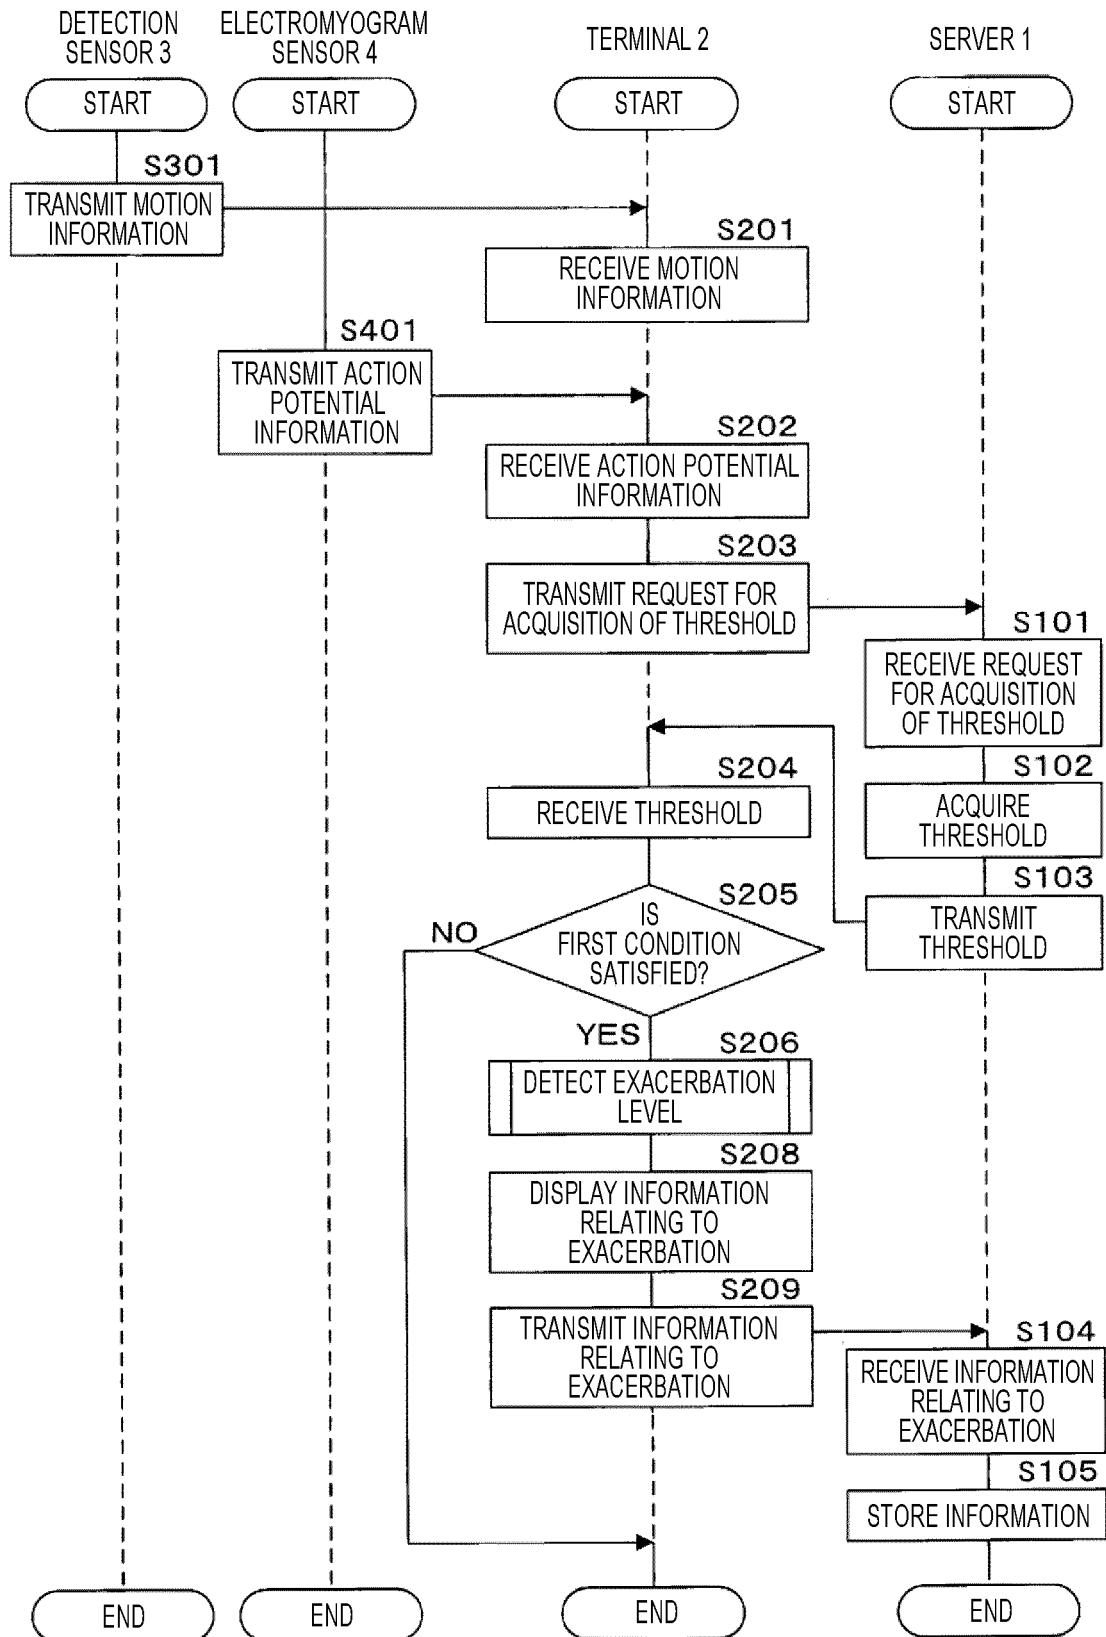 DETECTION
SENSOR 3
ELECTROMYOGRAM
SENSOR 4
TERMINAL 2
SERVER 1
START
START
START
START
S301
TRANSMIT MOTION
INFORMATION
S201
RECEIVE MOTION
INFORMATION
S401
TRANSMIT ACTION
POTENTIAL
INFORMATION
S202
RECEIVE ACTION POTENTIAL
INFORMATION
S203
TRANSMIT REQUEST FOR
ACQUISITION OF THRESHOLD
S101
RECEIVE REQUEST
FOR ACQUISITION
OF THRESHOLD
S102
ACQUIRE
THRESHOLD
S103
TRANSMIT
THRESHOLD
S204
RECEIVE THRESHOLD
S205
IS
FIRST CONDITION
SATISFIED?
NO
YES
S206
DETECT EXACERBATION
LEVEL
S208
DISPLAY INFORMATION
RELATING TO
EXACERBATION
S209
TRANSMIT INFORMATION
RELATING TO
EXACERBATION
S104
RECEIVE INFORMATION
RELATING TO
EXACERBATION
S105
STORE INFORMATION
END
END
END
END